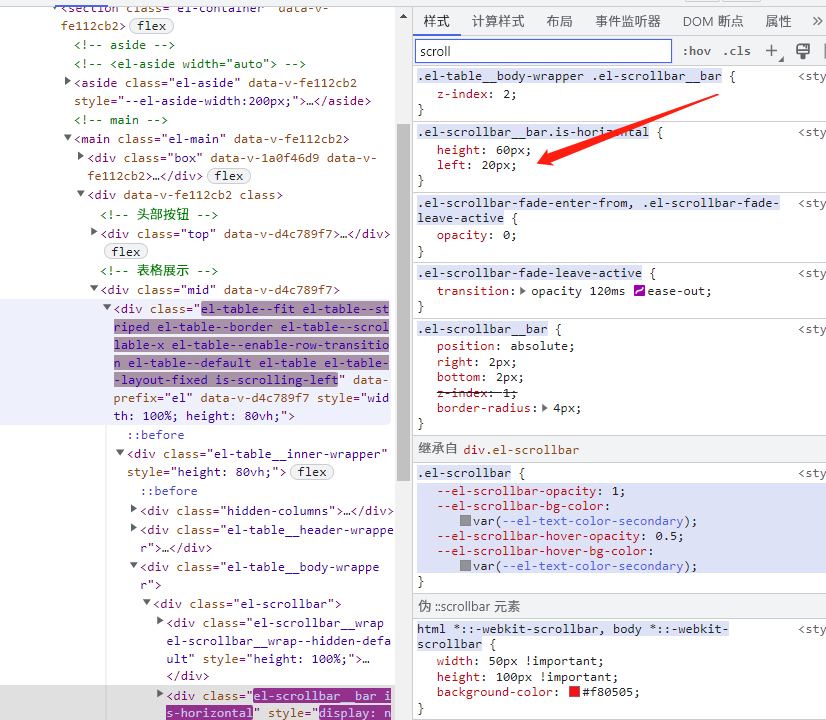 <section class="el-container" data-v-
fe112cb2> flex
<!-- aside -->
<!-- <el-aside width="auto"> -->
<aside class="el-aside" data-v-fe112cb2
style="--el-aside-width:200px;">…</aside>
<!-- main -->
<main class="el-main" data-v-fe112cb2>
<div class="box" data-v-1a0f46d9 data-v-
fe112cb2>…</div> flex
<div data-v-fe112cb2 class>
<!-- 头部按钮 -->
<div class="top" data-v-d4c789f7>…</div>
flex
<!-- 表格展示 -->
<div class="mid" data-v-d4c789f7>
<div class="el-table--fit el-table--st
riped el-table--border el-table--scrol
lable-x el-table--enable-row-transitio
n el-table--default el-table el-table-
-layout-fixed is-scrolling-left" data-
prefix="el" data-v-d4c789f7 style="wid
th: 100%; height: 80vh;">
::before
<div class="el-table__inner-wrapper"
style="height: 80vh;"> flex
::before
<div class="hidden-columns">…</div>
<div class="el-table__header-wrappe
r">…</div>
<div class="el-table__body-wrappe
r">
<div class="el-scrollbar">
<div class="el-scrollbar__wrap
el-scrollbar__wrap--hidden-defa
ult" style="height: 100%;">…
</div>
<div class="el-scrollbar__bar i
s-horizontal" style="display: n
样式 计算样式 布局 事件监听器 DOM 断点 属性 »
scroll :hov .cls +
.el-table__body-wrapper .el-scrollbar__bar { <sty
z-index: 2;
}
.el-scrollbar__bar.is-horizontal { <sty
height: 60px;
left: 20px;
}
.el-scrollbar-fade-enter-from, .el-scrollbar-fade- <sty
leave-active {
opacity: 0;
}
.el-scrollbar-fade-leave-active { <sty
transition: opacity 120ms ease-out;
}
.el-scrollbar__bar { <sty
position: absolute;
right: 2px;
bottom: 2px;
z-index: 1;
border-radius: 4px;
}
继承自 div.el-scrollbar
.el-scrollbar { <sty
--el-scrollbar-opacity: 1;
--el-scrollbar-bg-color:
var(--el-text-color-secondary);
--el-scrollbar-hover-opacity: 0.5;
--el-scrollbar-hover-bg-color:
var(--el-text-color-secondary);
}
伪 ::scrollbar 元素
html *::-webkit-scrollbar, body *::-webkit- <sty
scrollbar {
width: 50px !important;
height: 100px !important;
background-color: #f80505;
}